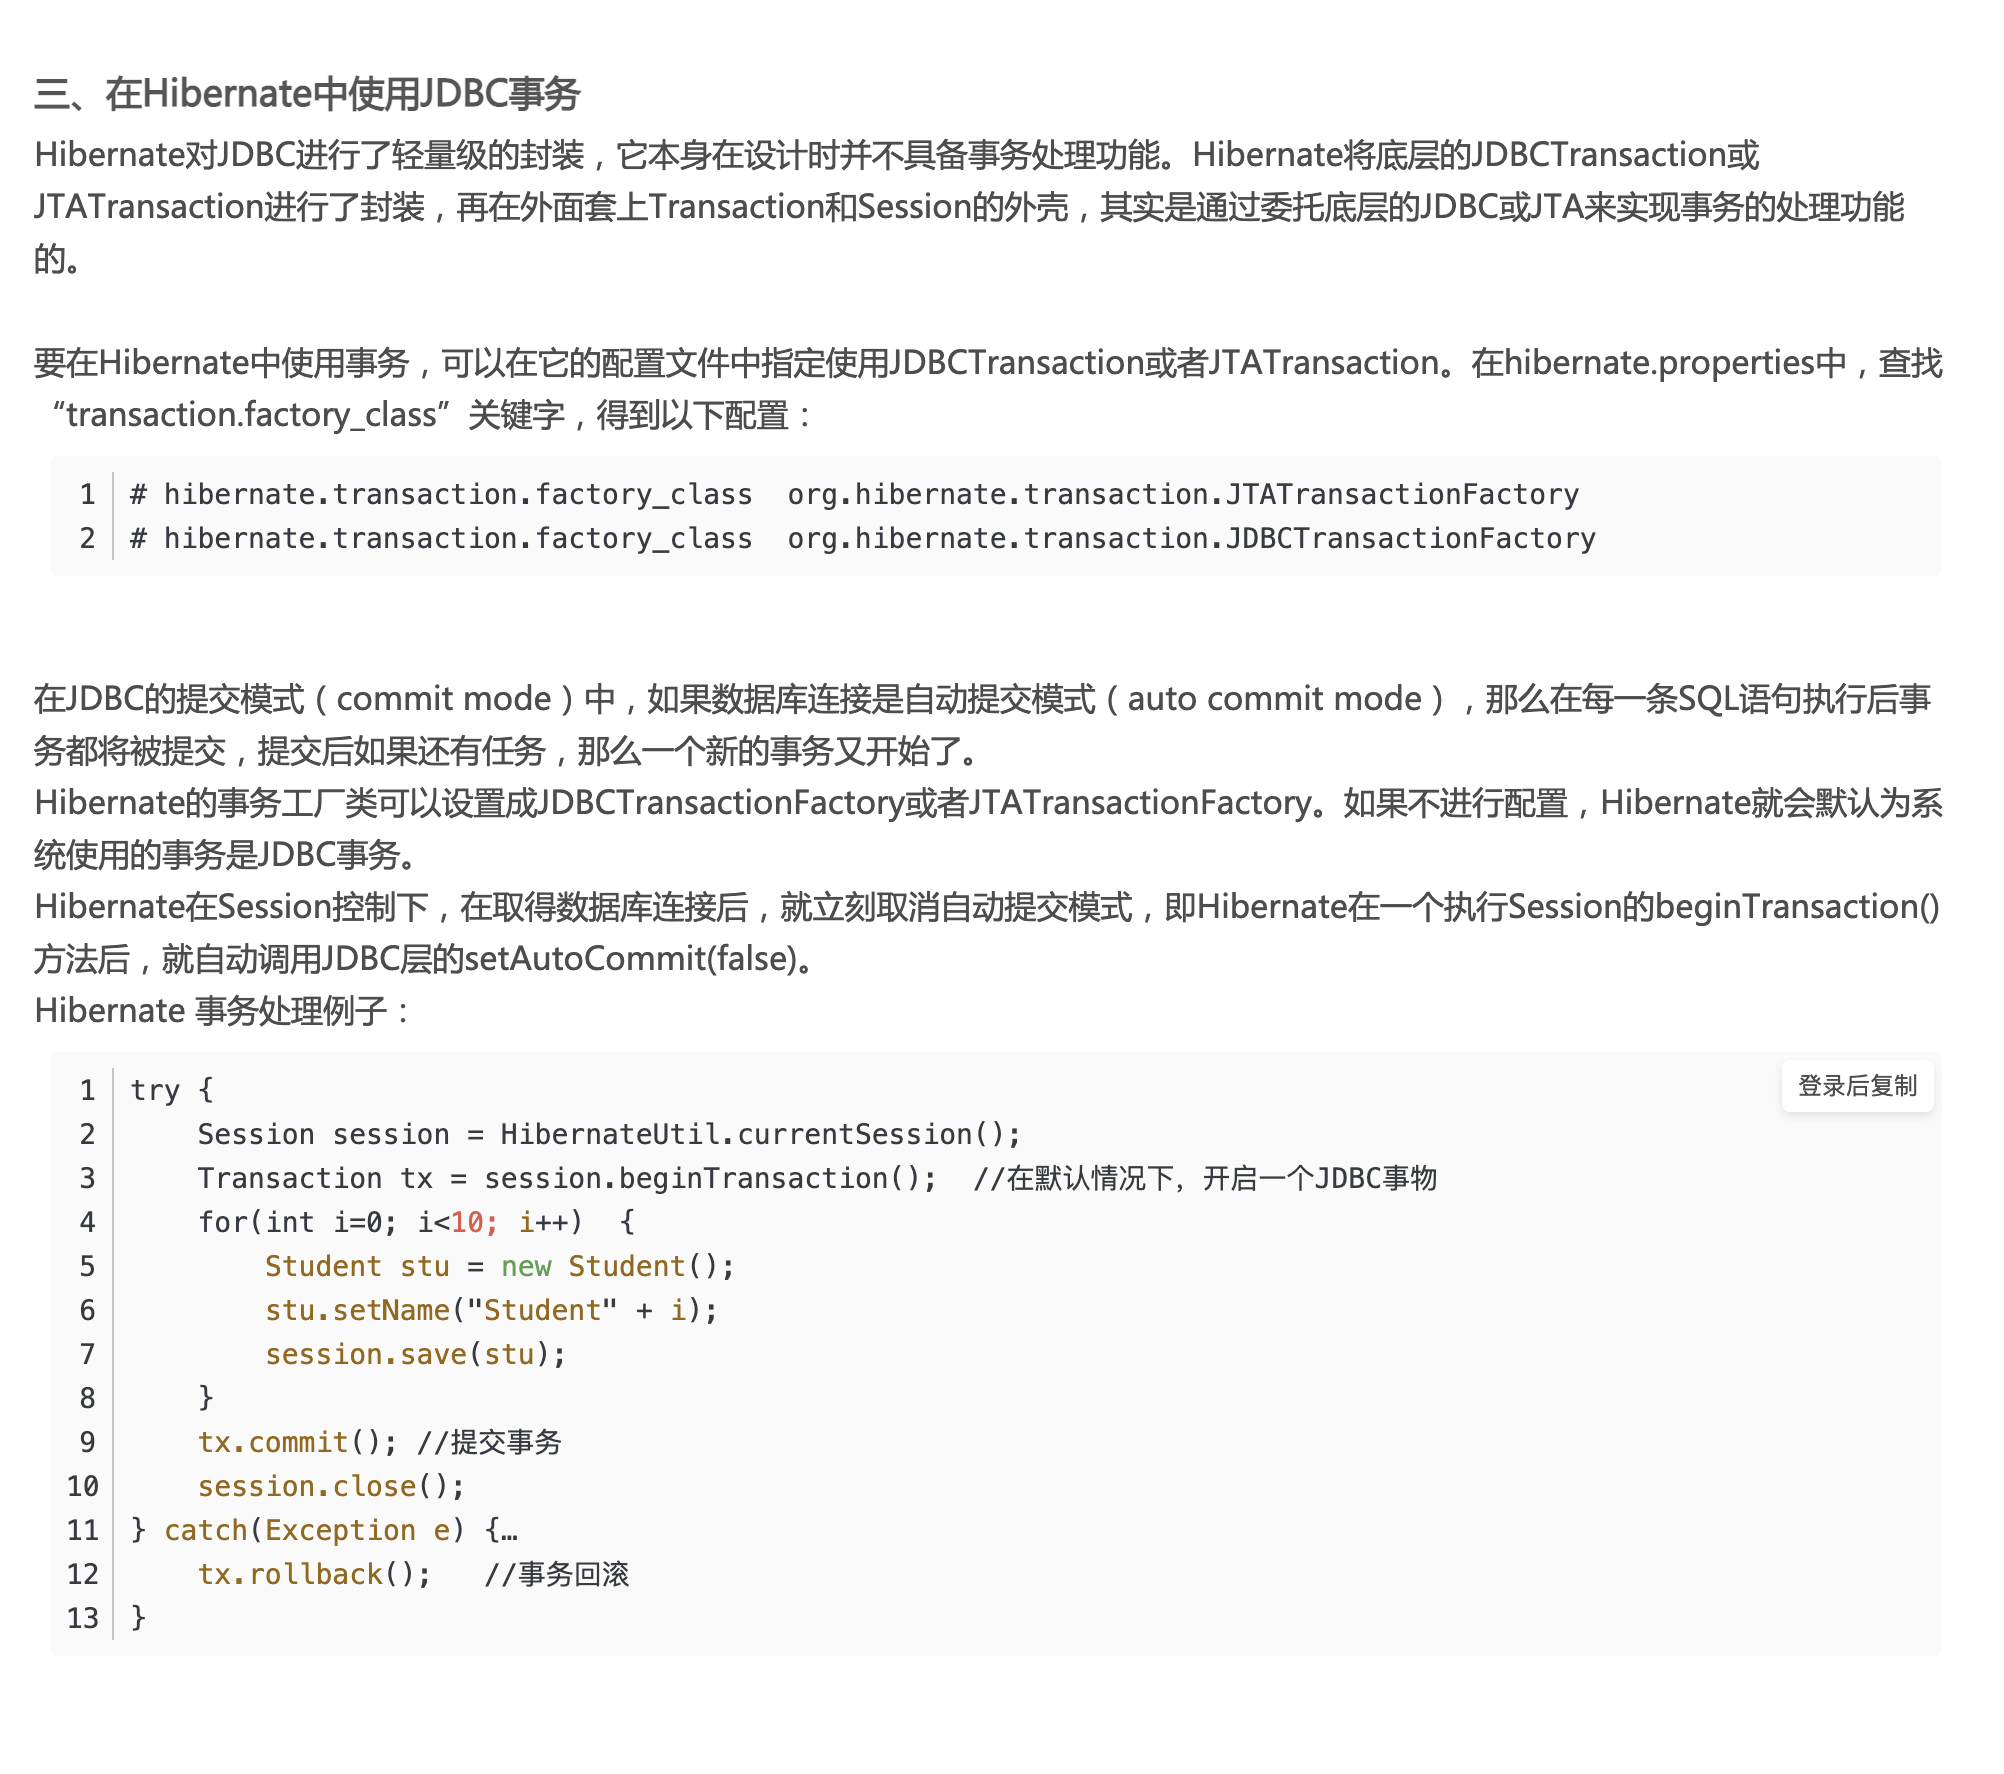 三、在Hibernate中使用JDBC事务
Hibernate对JDBC进行了轻量级的封装，它本身在设计时并不具备事务处理功能。Hibernate将底层的JDBCTransaction或
JTATransaction进行了封装，再在外面套上Transaction和Session的外壳，其实是通过委托底层的JDBC或JTA来实现事务的处理功能
的。
要在Hibernate中使用事务，可以在它的配置文件中指定使用JDBCTransaction或者JTATransaction。在hibernate.properties中，查找
“transaction.factory_class”关键字，得到以下配置：
1 # hibernate.transaction.factory_class  org.hibernate.transaction.JTATransactionFactory
2 # hibernate.transaction.factory_class  org.hibernate.transaction.JDBCTransactionFactory
在JDBC的提交模式（commit mode）中，如果数据库连接是自动提交模式（auto commit mode），那么在每一条SQL语句执行后事
务都将被提交，提交后如果还有任务，那么一个新的事务又开始了。
Hibernate的事务工厂类可以设置成JDBCTransactionFactory或者JTATransactionFactory。如果不进行配置，Hibernate就会默认为系
统使用的事务是JDBC事务。
Hibernate在Session控制下，在取得数据库连接后，就立刻取消自动提交模式，即Hibernate在一个执行Session的beginTransaction()
方法后，就自动调用JDBC层的setAutoCommit(false)。
Hibernate 事务处理例子：
登录后复制
1 try {
2     Session session = HibernateUtil.currentSession();
3     Transaction tx = session.beginTransaction();  //在默认情况下，开启一个JDBC事物
4     for(int i=0; i<10; i++)  {
5         Student stu = new Student();
6         stu.setName("Student" + i);
7         session.save(stu);
8     }
9     tx.commit(); //提交事务
10     session.close();
11 } catch(Exception e) {…
12     tx.rollback();   //事务回滚
13 }